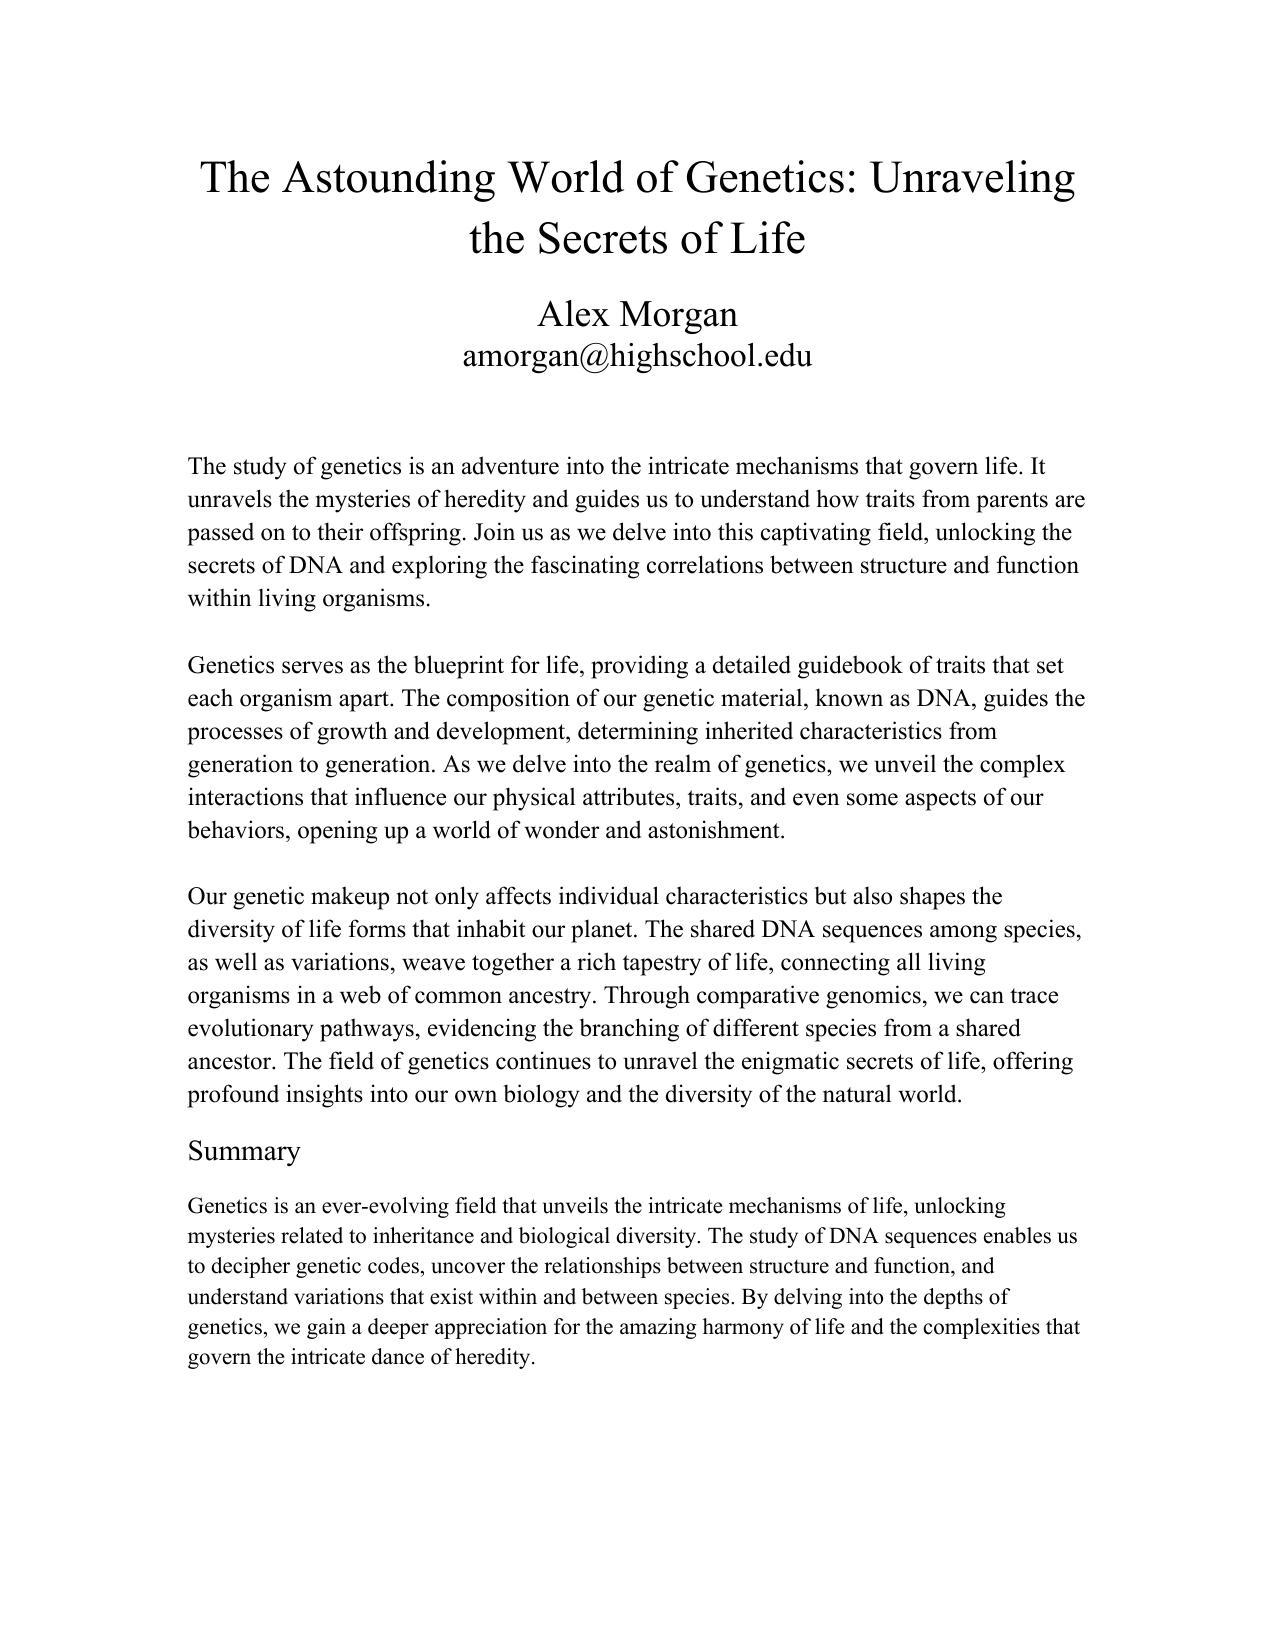 The Astounding World of Genetics: Unraveling
the Secrets of Life
Alex Morgan
amorgan@highschool.edu
The study of genetics is an adventure into the intricate mechanisms that govern life. It
unravels the mysteries of heredity and guides us to understand how traits from parents are
passed on to their offspring. Join us as we delve into this captivating field, unlocking the
secrets of DNA and exploring the fascinating correlations between structure and function
within living organisms.
Genetics serves as the blueprint for life, providing a detailed guidebook of traits that set
each organism apart. The composition of our genetic material, known as DNA, guides the
processes of growth and development, determining inherited characteristics from
generation to generation. As we delve into the realm of genetics, we unveil the complex
interactions that influence our physical attributes, traits, and even some aspects of our
behaviors, opening up a world of wonder and astonishment.
Our genetic makeup not only affects individual characteristics but also shapes the
diversity of life forms that inhabit our planet. The shared DNA sequences among species,
as well as variations, weave together a rich tapestry of life, connecting all living
organisms in a web of common ancestry. Through comparative genomics, we can trace
evolutionary pathways, evidencing the branching of different species from a shared
ancestor. The field of genetics continues to unravel the enigmatic secrets of life, offering
profound insights into our own biology and the diversity of the natural world.
Summary
Genetics is an ever-evolving field that unveils the intricate mechanisms of life, unlocking
mysteries related to inheritance and biological diversity. The study of DNA sequences enables us
to decipher genetic codes, uncover the relationships between structure and function, and
understand variations that exist within and between species. By delving into the depths of
genetics, we gain a deeper appreciation for the amazing harmony of life and the complexities that
govern the intricate dance of heredity.